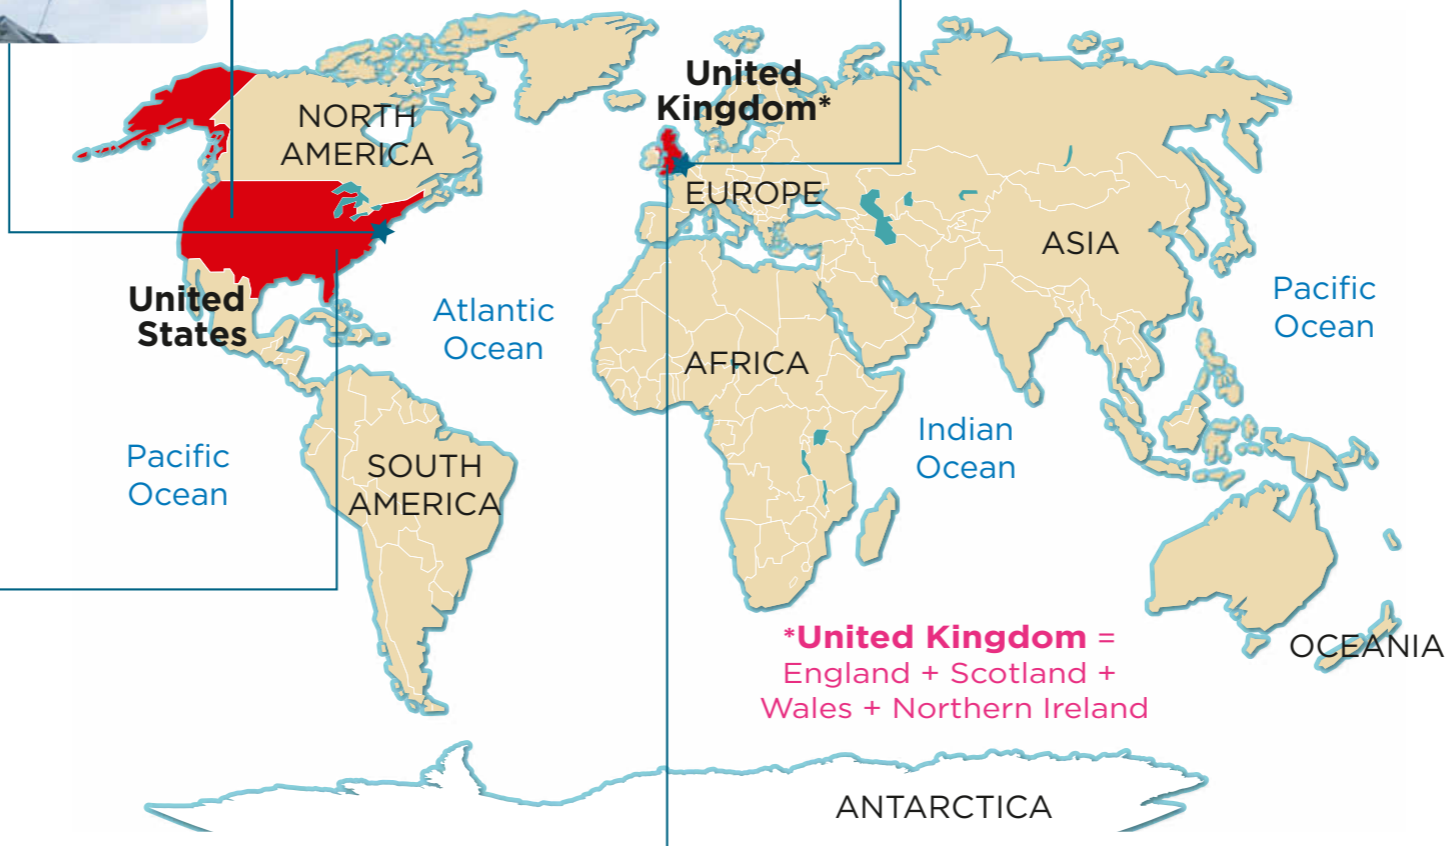 United
Kingdom*
NORTH
AMERICA
EUROPE
ASIA
United
States
Atlantic
Ocean
Pacific
Ocean
AFRICA
Indian
Ocean
Pacific
Ocean
SOUTH
AMERICA
*United Kingdom =
England + Scotland +
Wales + Northern Ireland
OCEANIA
ANTARCTICA